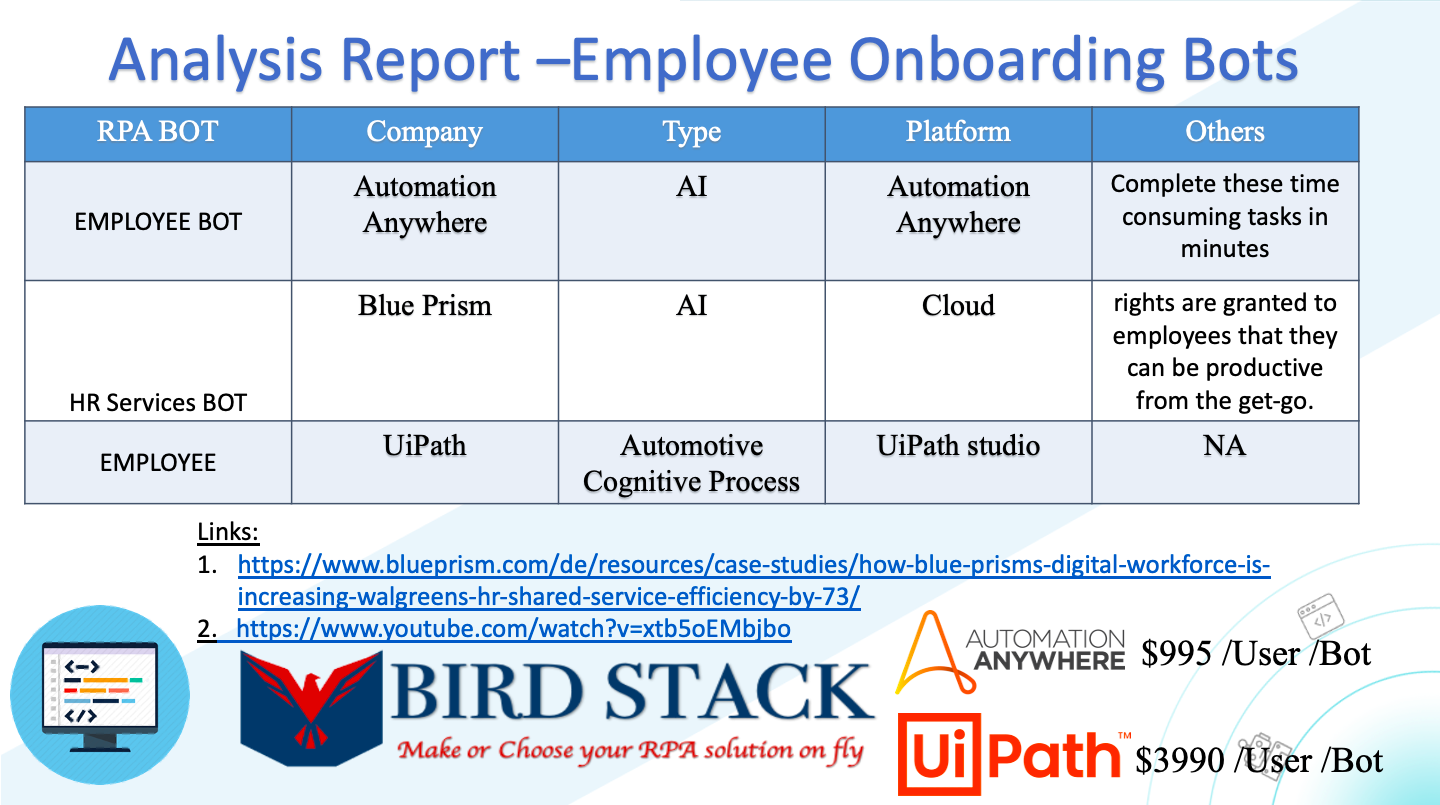 Analysis Report –Employee Onboarding Bots
RPA BOT Company Type Platform Others
EMPLOYEE BOT
Automation
Anywhere
AI
Automation
Anywhere
Complete these time
consuming tasks in
minutes
HR Services BOT
Blue Prism
AI
Cloud
rights are granted to
employees that they
can be productive
from the get-go.
EMPLOYEE
UiPath
Automotive
Cognitive Process
UiPath studio
NA
Links:
1. https://www.blueprism.com/de/resources/case-studies/how-blue-prisms-digital-workforce-is-
increasing-walgreens-hr-shared-service-efficiency-by-73/
2. https://www.youtube.com/watch?v=xtb5oEMbjbo
BIRD STACK
Make or Choose your RPA solution on fly
AUTOMATION
ANYWHERE
$995 /User /Bot
UiPath™
$3990 /User /Bot